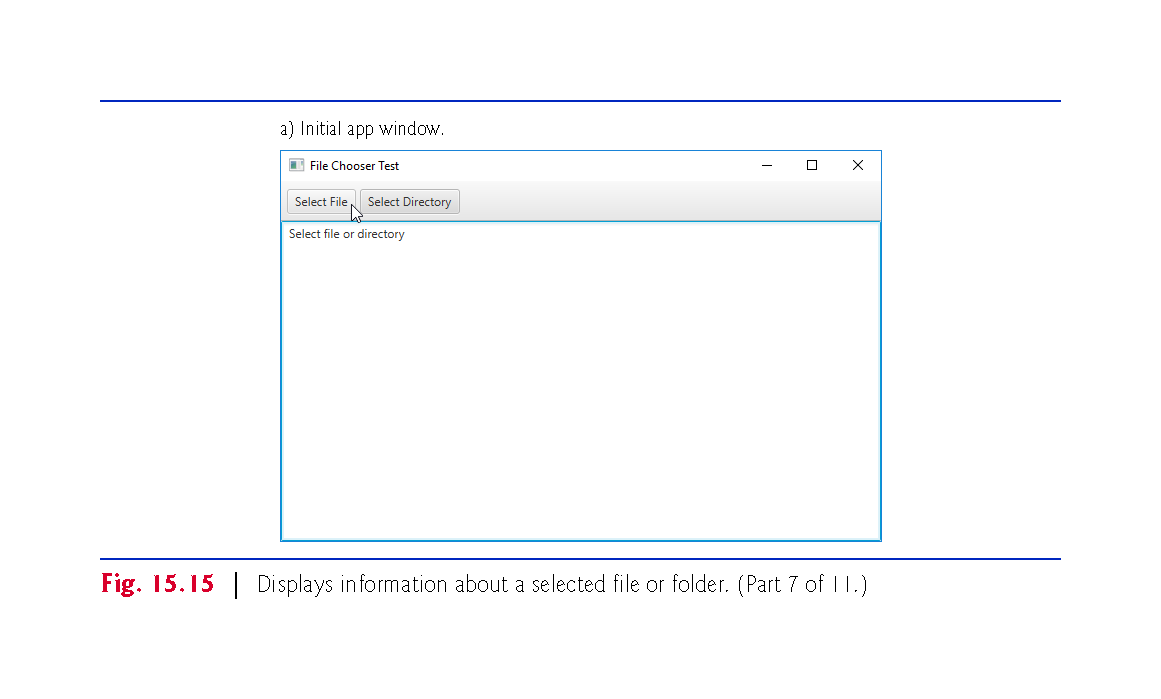 a) Initial app window.
File Chooser Test
Select File Select Directory
Select file or directory
Fig. 15.15 | Displays information about a selected file or folder. (Part 7 of 11.)